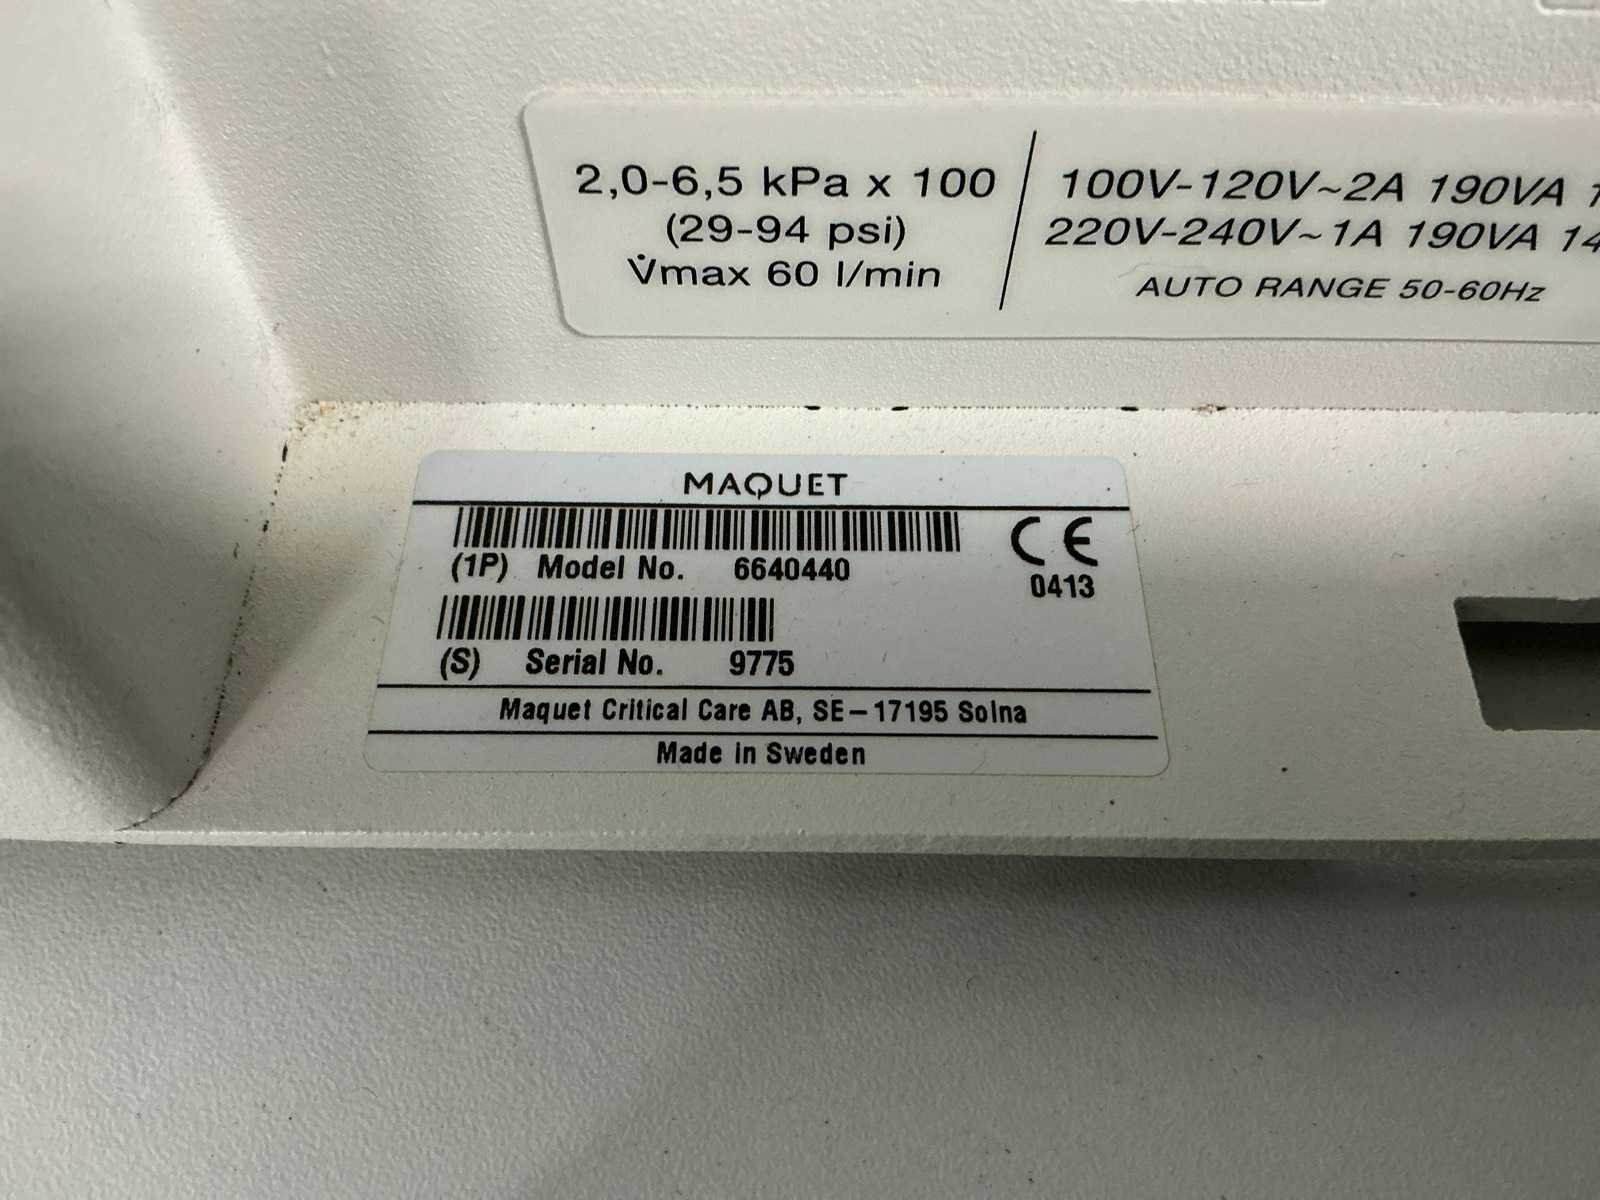 2,0-6,5 kPa x 100
(29-94 psi)
V̇max 60 l/min
100V-120V~2A 190VA
220V-240V~1A 190VA
AUTO RANGE 50-60Hz
MAQUET
(1P) Model No. 6640440
CE
0413
(S) Serial No. 9775
Maquet Critical Care AB, SE-17195 Solna
Made in Sweden